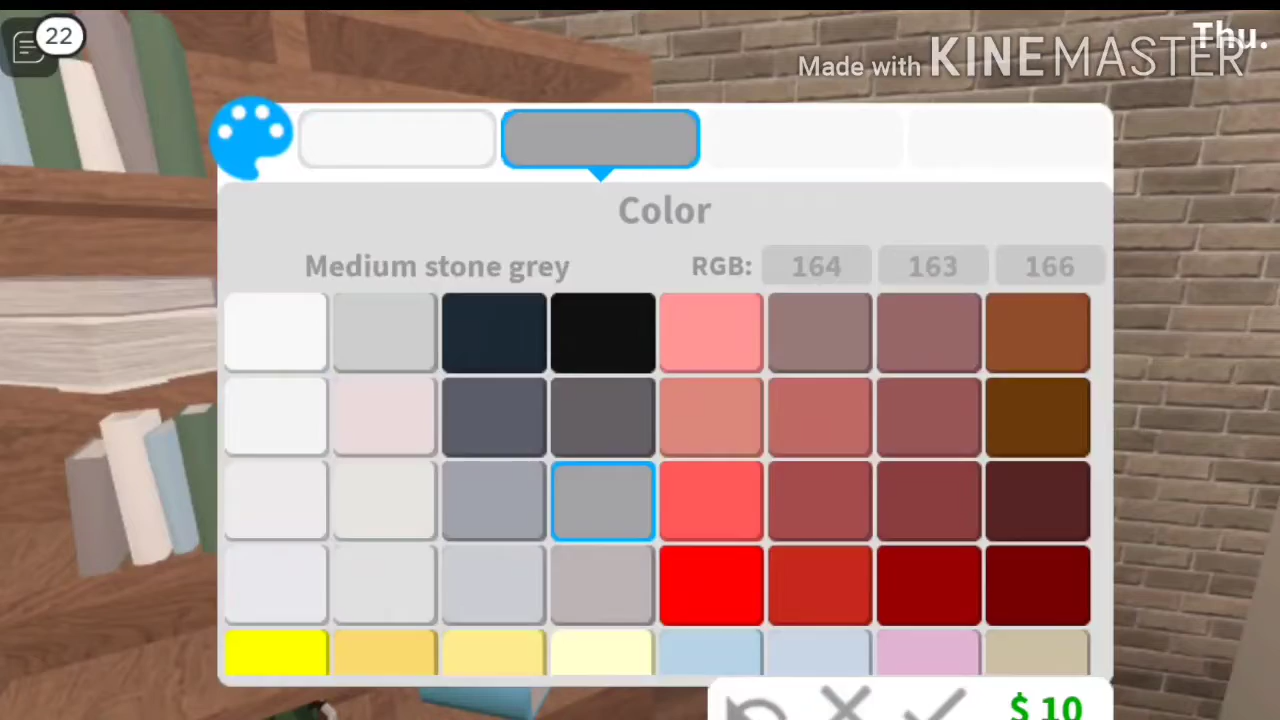 22
Thu.
Made with KINEMASTER
Color
Medium stone grey RGB: 164 163 166
$ 10